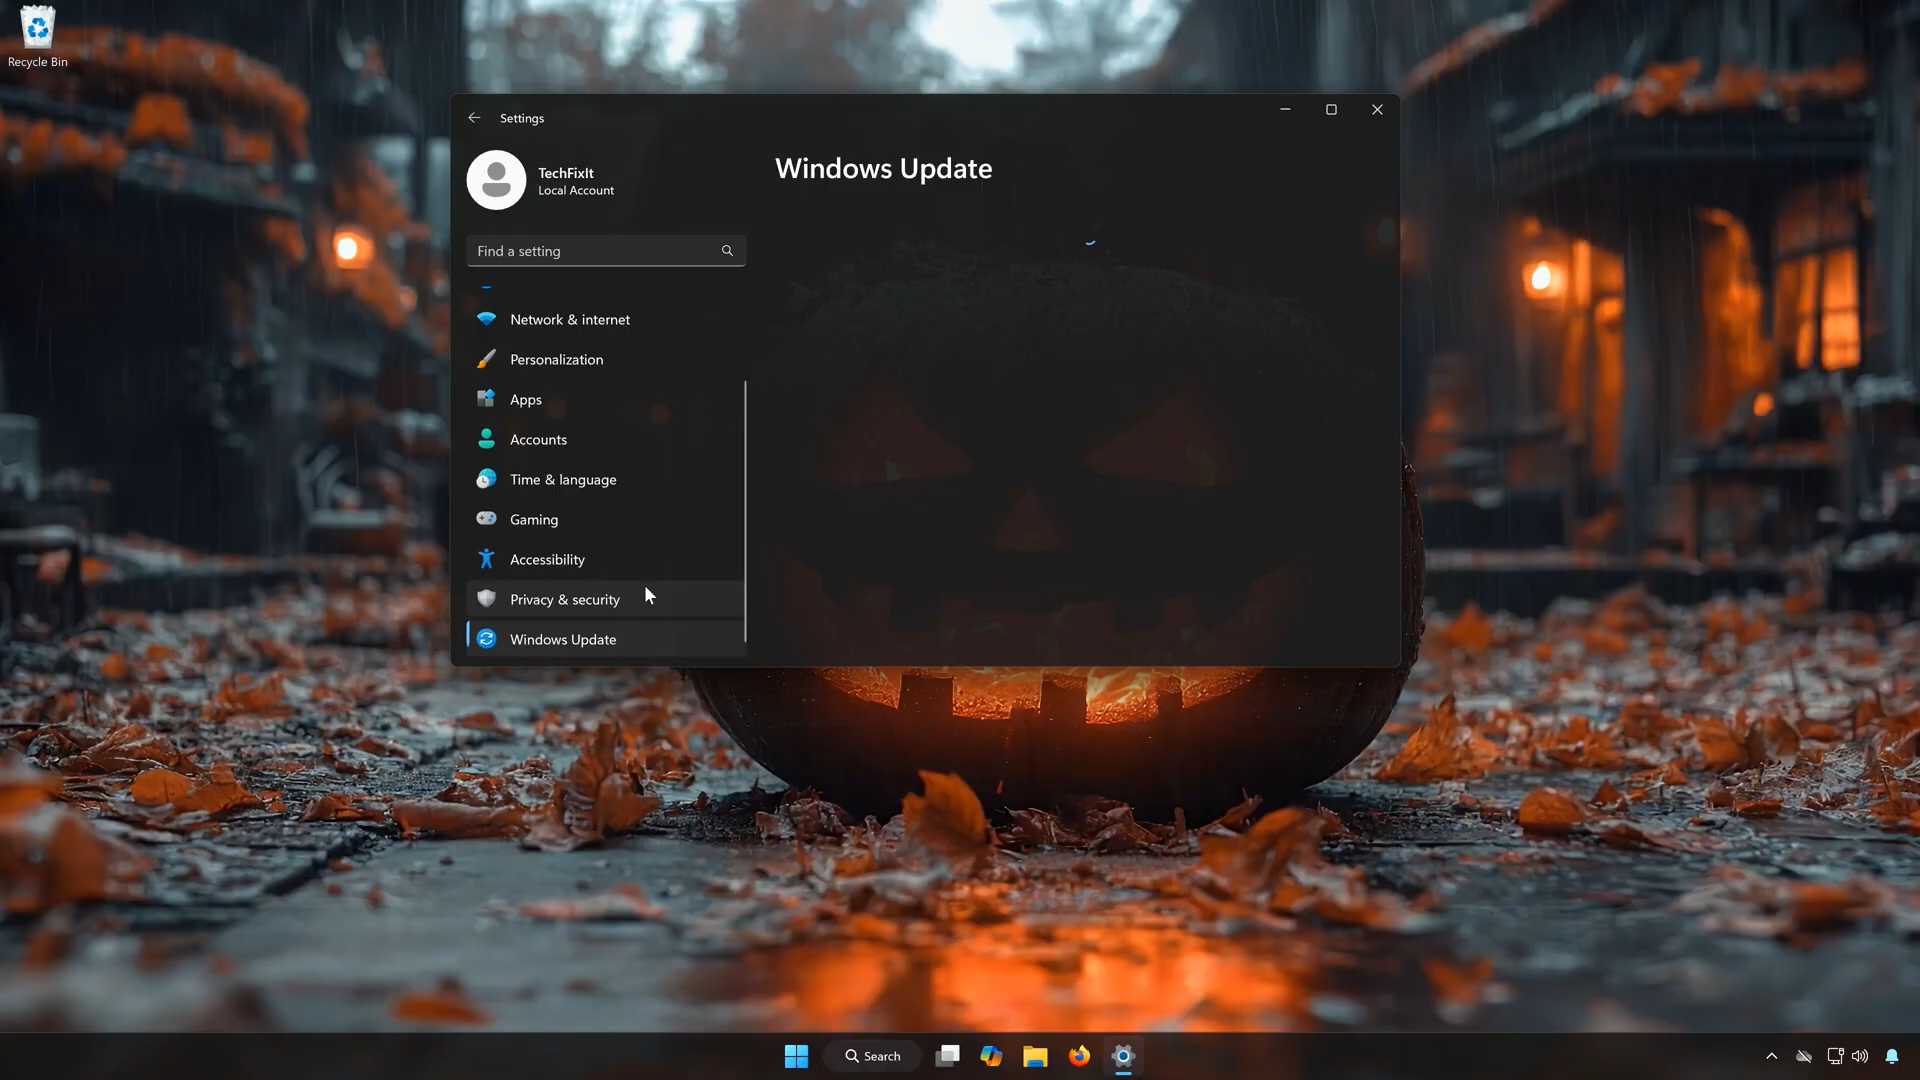 Recycle Bin
Settings
TechFixIt
Local Account
Windows Update
Find a setting
Network & internet
Personalization
Apps
Accounts
Time & language
Gaming
Accessibility
Privacy & security
Windows Update
Search